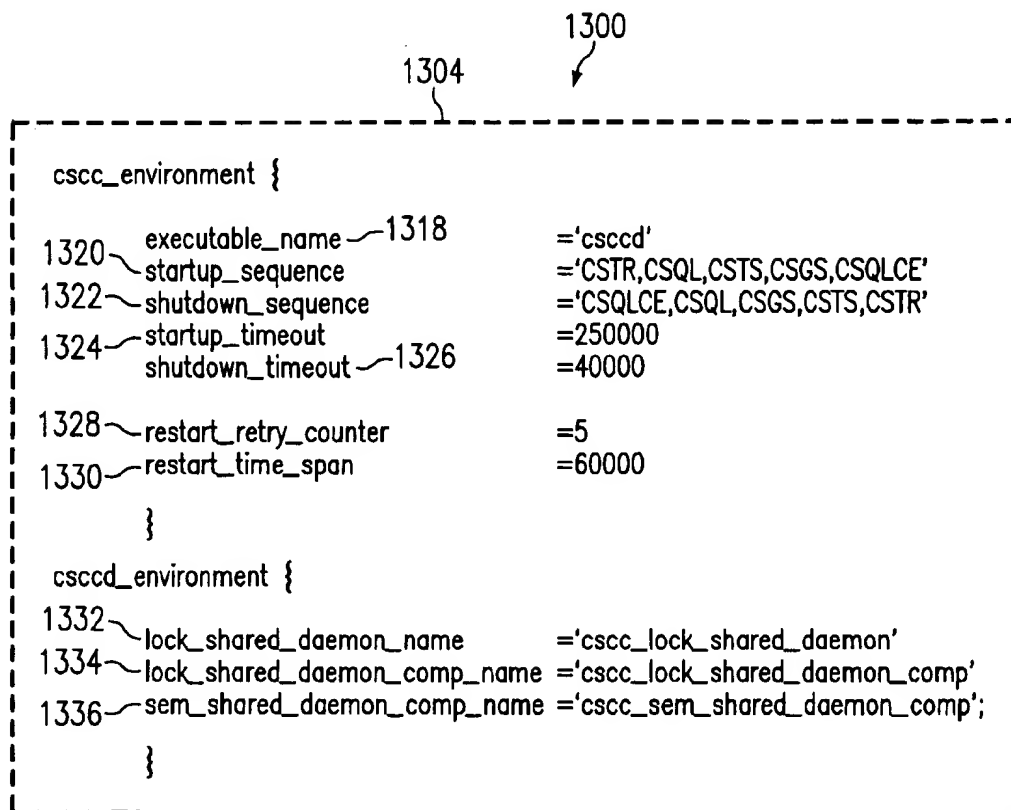 1300
1304
cscc_environment {
executable_name 1318 ='csccd'
1320 startup_sequence ='CSTR,CSQL,CSTS,CSGS,CSQLCE'
1322 shutdown_sequence ='CSQLCE,CSQL,CSGS,CSTS,CSTR'
1324 startup_timeout =250000
shutdown_timeout 1326 =40000
1328 restart_retry_counter =5
1330 restart_time_span =60000
}
csccd_environment {
1332 lock_shared_daemon_name ='cscc_lock_shared_daemon'
1334 lock_shared_daemon_comp_name ='cscc_lock_shared_daemon_comp'
1336 sem_shared_daemon_comp_name ='cscc_sem_shared_daemon_comp';
}